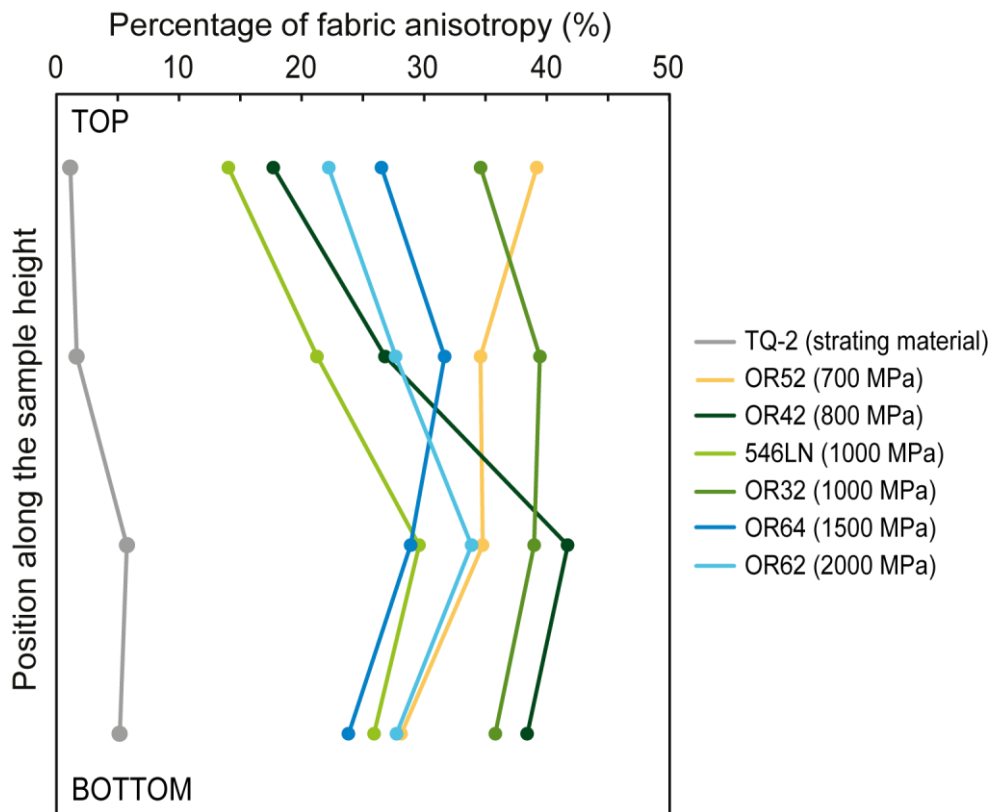 Percentage of fabric anisotropy (%)
0 10 20 30 40 50
TOP
Position along the sample height
BOTTOM
TQ-2 (strating material)
OR52 (700 MPa)
OR42 (800 MPa)
546LN (1000 MPa)
OR32 (1000 MPa)
OR64 (1500 MPa)
OR62 (2000 MPa)